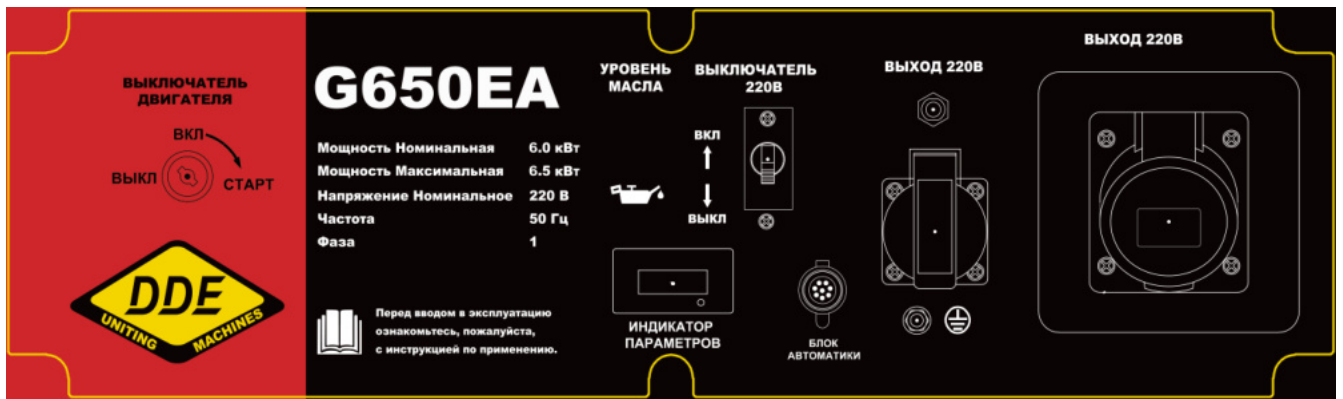 ВЫКЛЮЧАТЕЛЬ
ДВИГАТЕЛЯ
ВКЛ
ВЫКЛ
СТАРТ
DDE
UNITING MACHINES
G650EA
Мощность Номинальная 6.0 кВт
Мощность Максимальная 6.5 кВт
Напряжение Номинальное 220 В
Частота 50 Гц
Фаза 1
Перед вводом в эксплуатацию
ознакомьтесь, пожалуйста,
с инструкцией по применению.
УРОВЕНЬ
МАСЛА
ВЫКЛЮЧАТЕЛЬ
220В
ВКЛ
ВЫКЛ
ИНДИКАТОР
ПАРАМЕТРОВ
БЛОК
АВТОМАТИКИ
ВЫХОД 220В
ВЫХОД 220В